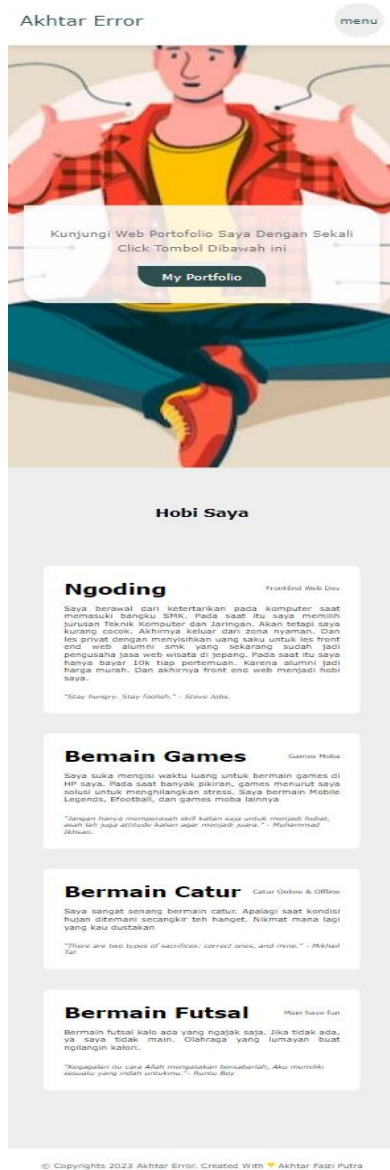 Akhtar Error
menu
Kunjungi Web Portofolio Saya Dengan Sekali
Click Tombol Dibawah ini
My Portfolio
Hobi Saya
Ngoding
FrontEnd Web Dev
Saya berawal dari ketertarikan pada komputer saat
memasuki bangku SMK. Pada saat itu saya memilih
jurusan Teknik Komputer dan Jaringan. Akan tetapi saya
kurang cocok. Akhirnya keluar dari zona nyaman. Dan
les privat dengan menyisihkan uang saku untuk les front
end web alumni smk yang sekarang sudah jadi
pengusaha jasa web wisata di jepang. Pada saat itu saya
hanya bayar 10k tiap pertemuan. Karena alumni jadi
harga murah. Dan akhirnya front end web menjadi hobi
saya.
"Stay hungry. Stay foolish." - Steve Jobs.
Bemain Games
Games Moba
Saya suka mengisi waktu luang untuk bermain games di
HP saya. Pada saat banyak pikiran, games menurut saya
solusi untuk menghilangkan stress. Saya bermain Mobile
Legends, Efootball, dan games moba lainnya
"Jangan hanya memperasah skill kalian saja untuk menjadi hebat,
asah lah juga attitude kalian agar menjadi juara." - Muhammad
Ikhsan.
Bermain Catur
Catur Online & Offline
Saya sangat senang bermain catur. Apalagi saat kondisi
hujan ditemani secangkir teh hanget. Nikmat mana lagi
yang kau dustakan
"There are two types of sacrifices: correct ones, and mine." - Mikhail
Tal
Bermain Futsal
Main have fun
Bermain futsal kalo ada yang ngajak saja. Jika tidak ada,
ya saya tidak main. Olahraga yang lumayan buat
ngilangin kalori.
"Kegagalan itu cara Allah mengatakan bersabarlah, Aku memiliki
sesuatu yang indah untukmu."- Runtu Boy
© Copyrights 2023 Akhtar Error. Created With 💛 Akhtar Faizi Putra